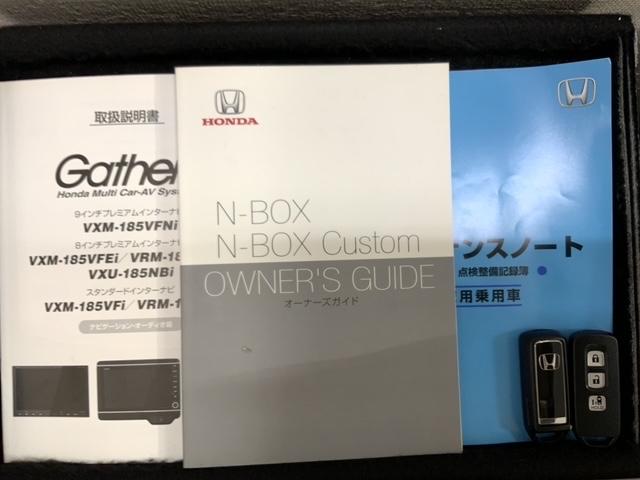 取扱説明書
Gathe
Honda Multi Car-AV Sys
9インチプレミアムインターナビ
VXM-185VFNi
8インチプレミアムインターナビ
VXM-185VFEi/VRM-18
VXU-185NBi
スタンダードインターナビ
VXM-185VFi/VRM-1
ナビゲーション・オーディオ編
HONDA
N-BOX
N-BOX Custom
OWNER'S GUIDE
オーナーズガイド
ンスノート
点検整備記録簿
用乗用車
HOLD